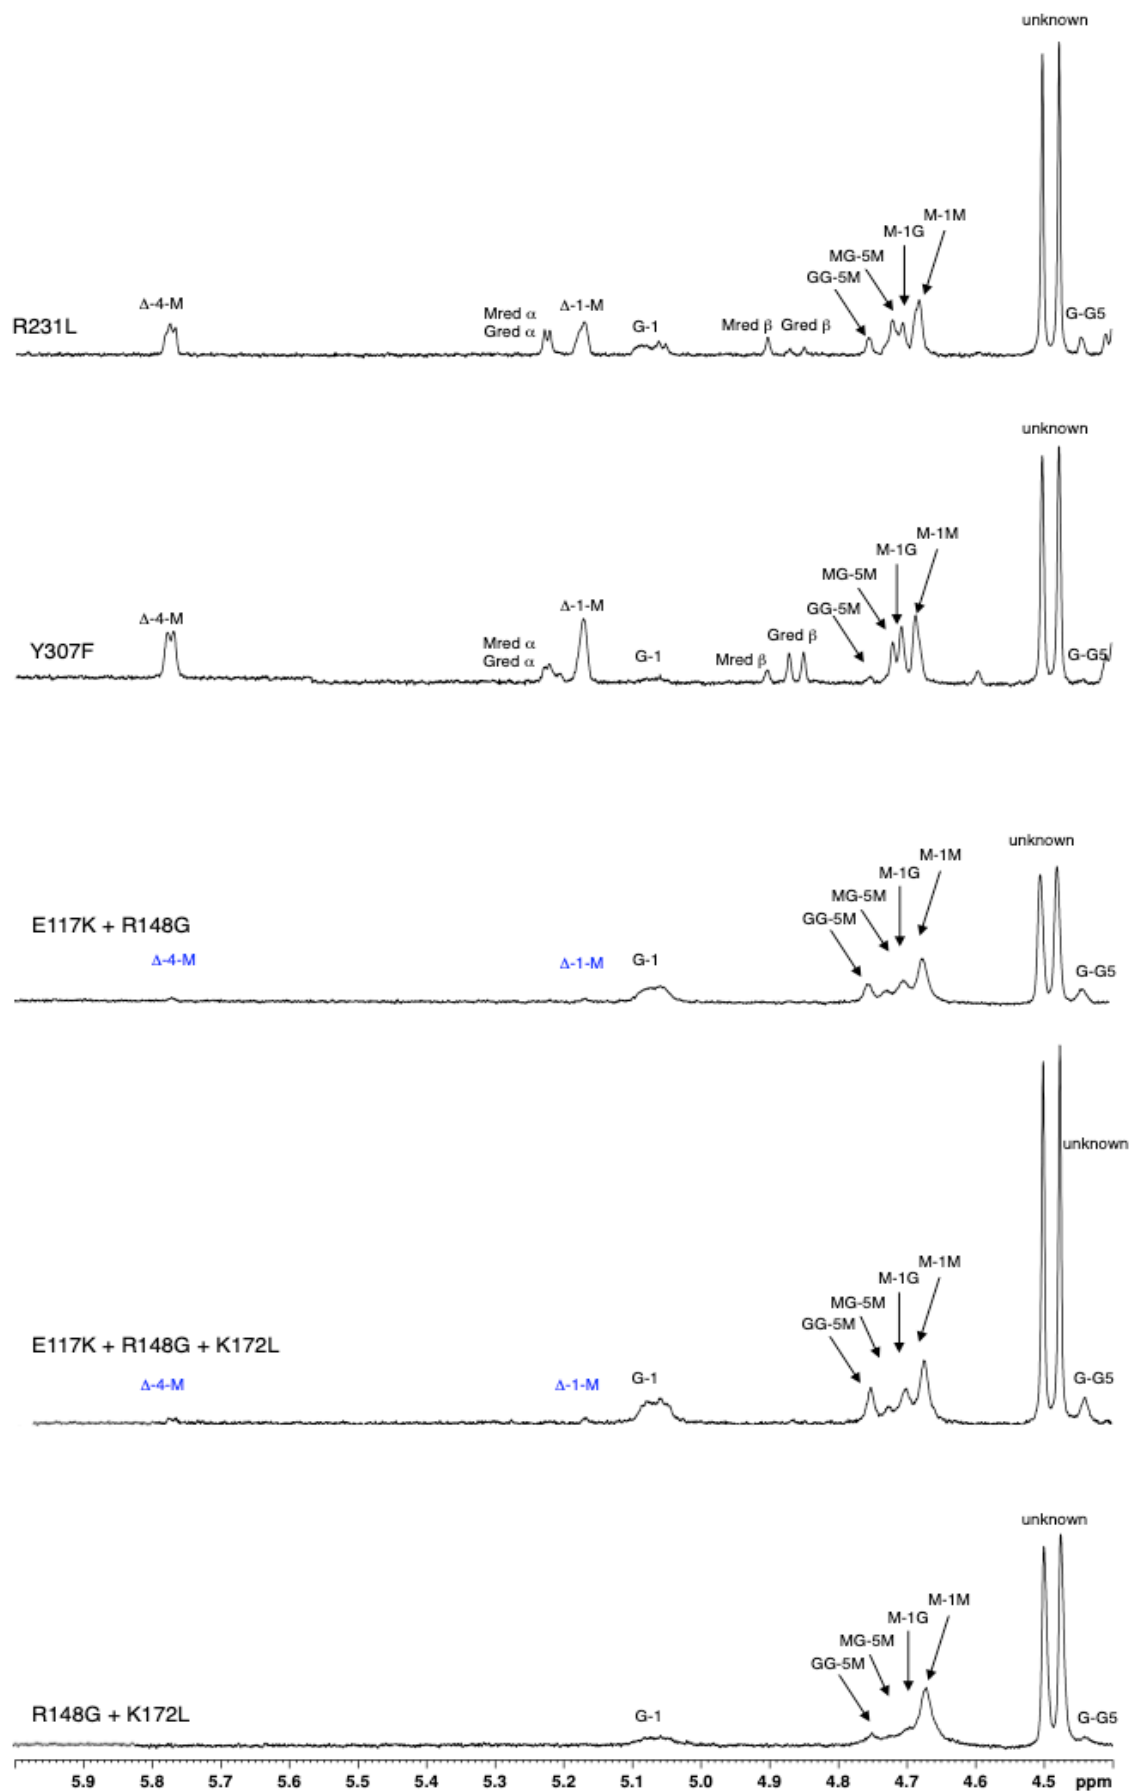 unknown
M-1M
M-1G
MG-5M
GG-5M
Δ-4-M
Mred α
Gred α
Δ-1-M
G-1
Mred β
Gred β
G-G5
R231L
unknown
M-1M
M-1G
MG-5M
GG-5M
Δ-4-M
Δ-1-M
Mred α
Gred α
G-1
Gred β
Mred β
G-G5
Y307F
unknown
M-1M
M-1G
MG-5M
GG-5M
E117K + R148G
Δ-4-M
Δ-1-M
G-1
G-G5
unknown
M-1M
M-1G
MG-5M
GG-5M
E117K + R148G + K172L
Δ-4-M
Δ-1-M
G-1
G-G5
unknown
M-1M
M-1G
MG-5M
GG-5M
R148G + K172L
G-1
G-G5
5.9 5.8 5.7 5.6 5.5 5.4 5.3 5.2 5.1 5.0 4.9 4.8 4.7 4.6 4.5 ppm